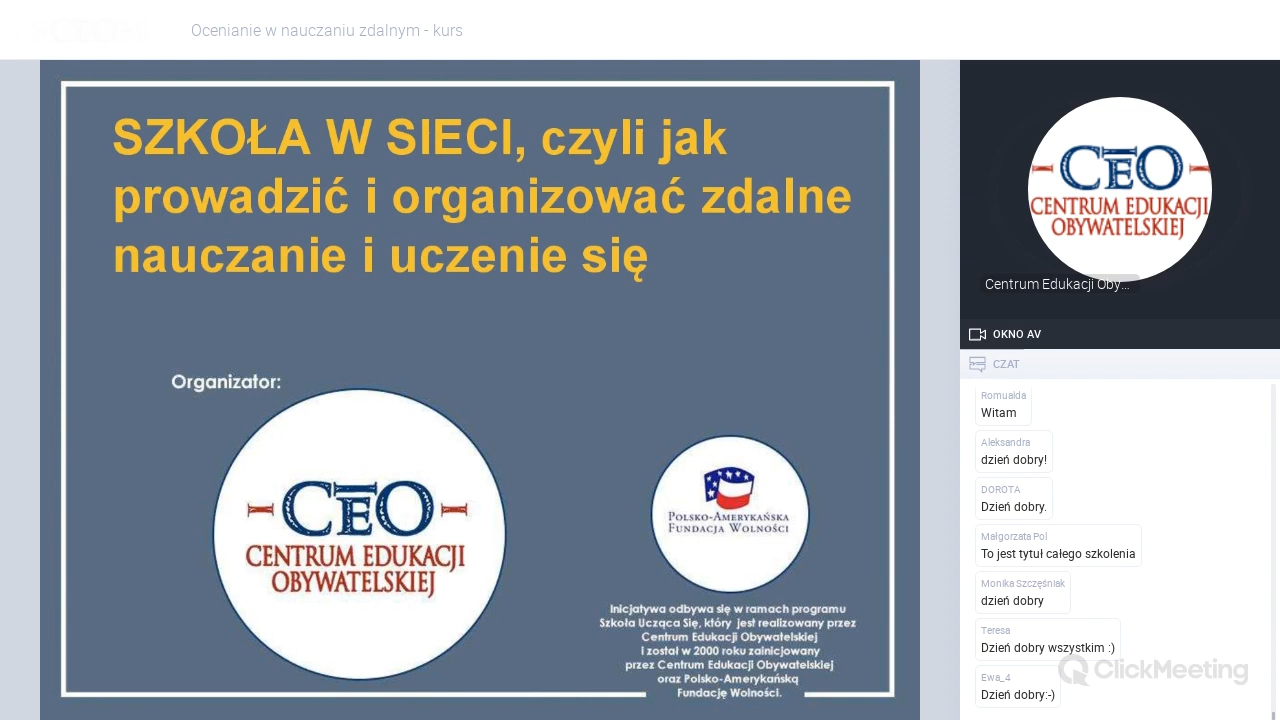 Ocenianie w nauczaniu zdalnym - kurs
SZKOŁA W SIECI, czyli jak
prowadzić i organizować zdalne
nauczanie i uczenie się
Organizator:
CEO
CENTRUM EDUKACJI
OBYWATELSKIEJ
POLSKO-AMERYKAŃSKA
FUNDACJA WOLNOŚCI
Inicjatywa odbywa się w ramach programu
Szkoła Ucząca Się, który jest realizowany przez
Centrum Edukacji Obywatelskiej
i został w 2000 roku zainicjowany
przez Centrum Edukacji Obywatelskiej
oraz Polsko-Amerykańską
Fundację Wolności.
CEO
CENTRUM EDUKACJI
OBYWATELSKIEJ
Centrum Edukacji Oby...
OKNO AV
CZAT
Romualda
Witam
Aleksandra
dzień dobry!
DOROTA
Dzień dobry.
Małgorzata Pol
To jest tytuł całego szkolenia
Monika Szczęśniak
dzień dobry
Teresa
Dzień dobry wszystkim :)
Ewa_4
Dzień dobry:-)
ClickMeeting